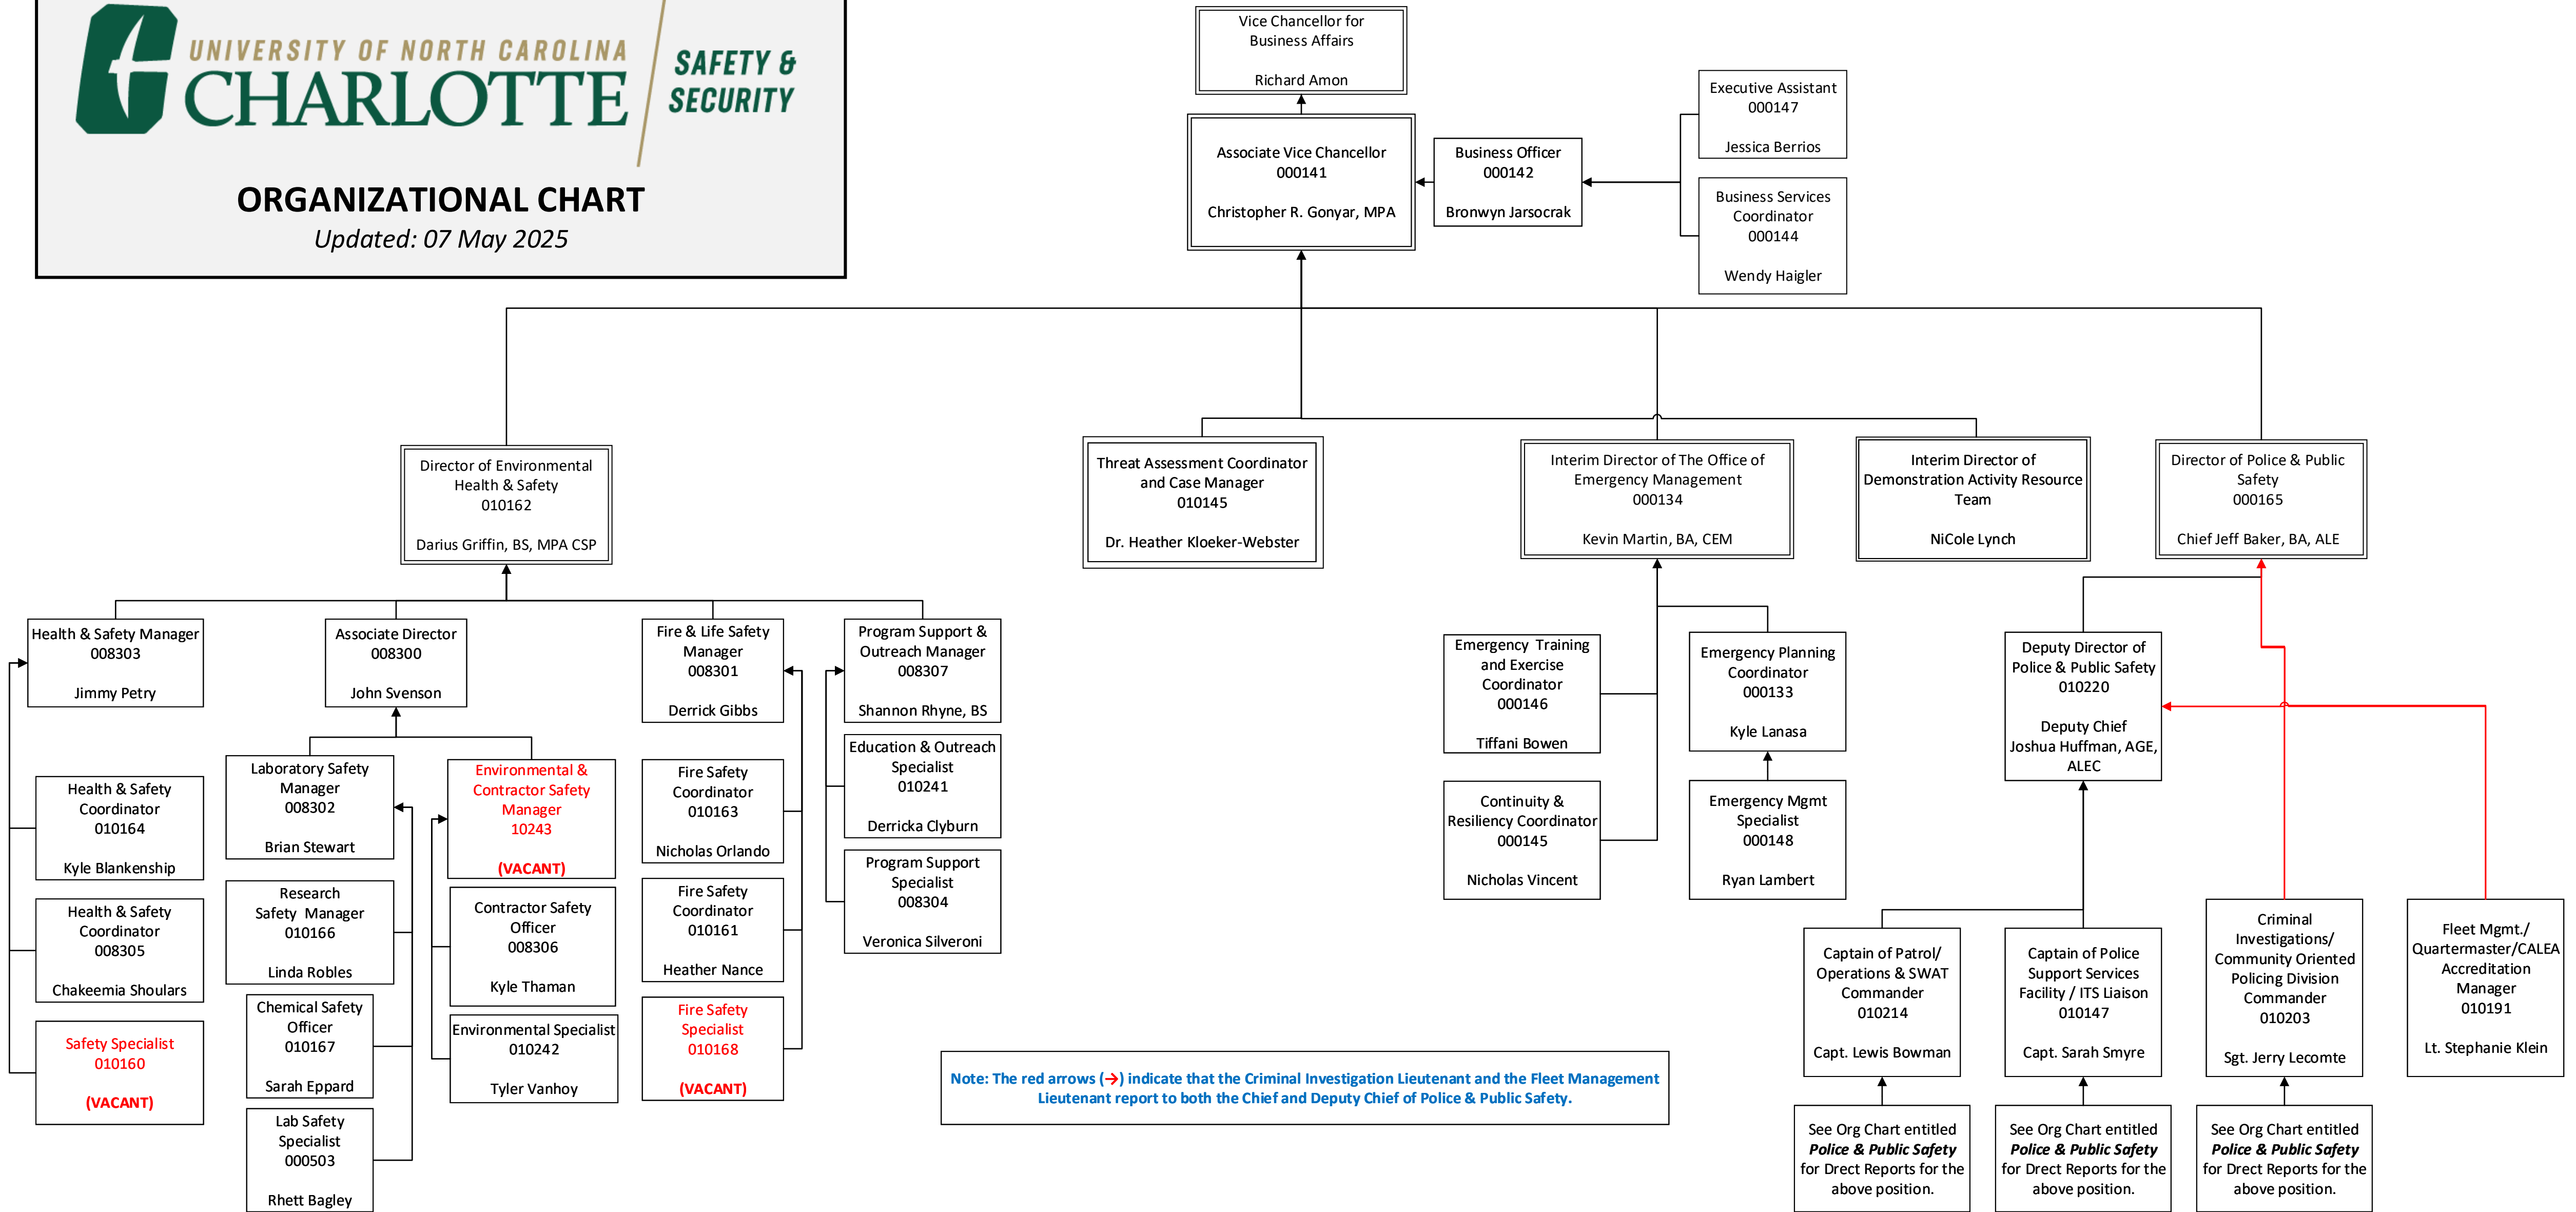 UNIVERSITY OF NORTH CAROLINA
CHARLOTTE
SAFETY &
SECURITY
ORGANIZATIONAL CHART
Updated: 07 May 2025
Vice Chancellor for
Business Affairs
Richard Amon
Associate Vice Chancellor
000141
Christopher R. Gonyar, MPA
Business Officer
000142
Bronwyn Jarsocrak
Executive Assistant
000147
Jessica Berrios
Business Services
Coordinator
000144
Wendy Haigler
Director of Environmental
Health & Safety
010162
Darius Griffin, BS, MPA CSP
Threat Assessment Coordinator
and Case Manager
010145
Dr. Heather Kloeker-Webster
Interim Director of The Office of
Emergency Management
000134
Kevin Martin, BA, CEM
Interim Director of
Demonstration Activity Resource
Team
NiCole Lynch
Director of Police & Public
Safety
000165
Chief Jeff Baker, BA, ALE
Health & Safety Manager
008303
Jimmy Petry
Health & Safety
Coordinator
010164
Kyle Blankenship
Health & Safety
Coordinator
008305
Chakeemia Shoulars
Safety Specialist
010160
(VACANT)
Associate Director
008300
John Svenson
Laboratory Safety
Manager
008302
Brian Stewart
Research
Safety Manager
010166
Linda Robles
Chemical Safety
Officer
010167
Sarah Eppard
Lab Safety
Specialist
000503
Rhett Bagley
Environmental &
Contractor Safety
Manager
10243
(VACANT)
Contractor Safety
Officer
008306
Kyle Thaman
Environmental Specialist
010242
Tyler Vanhoy
Fire & Life Safety
Manager
008301
Derrick Gibbs
Fire Safety
Coordinator
010163
Nicholas Orlando
Fire Safety
Coordinator
010161
Heather Nance
Fire Safety
Specialist
010168
(VACANT)
Program Support &
Outreach Manager
008307
Shannon Rhyne, BS
Education & Outreach
Specialist
010241
Derricka Clyburn
Program Support
Specialist
008304
Veronica Silveroni
Emergency Training
and Exercise
Coordinator
000146
Tiffani Bowen
Continuity &
Resiliency Coordinator
000145
Nicholas Vincent
Emergency Planning
Coordinator
000133
Kyle Lanasa
Emergency Mgmt
Specialist
000148
Ryan Lambert
Deputy Director of
Police & Public Safety
010220
Deputy Chief
Joshua Huffman, AGE,
ALEC
Captain of Patrol/
Operations & SWAT
Commander
010214
Capt. Lewis Bowman
Captain of Police
Support Services
Facility / ITS Liaison
010147
Capt. Sarah Smyre
Criminal
Investigations/
Community Oriented
Policing Division
Commander
010203
Sgt. Jerry Lecomte
Fleet Mgmt./
Quartermaster/CALEA
Accreditation
Manager
010191
Lt. Stephanie Klein
Note: The red arrows (→) indicate that the Criminal Investigation Lieutenant and the Fleet Management
Lieutenant report to both the Chief and Deputy Chief of Police & Public Safety.
See Org Chart entitled
Police & Public Safety
for Drect Reports for the
above position.
See Org Chart entitled
Police & Public Safety
for Drect Reports for the
above position.
See Org Chart entitled
Police & Public Safety
for Drect Reports for the
above position.